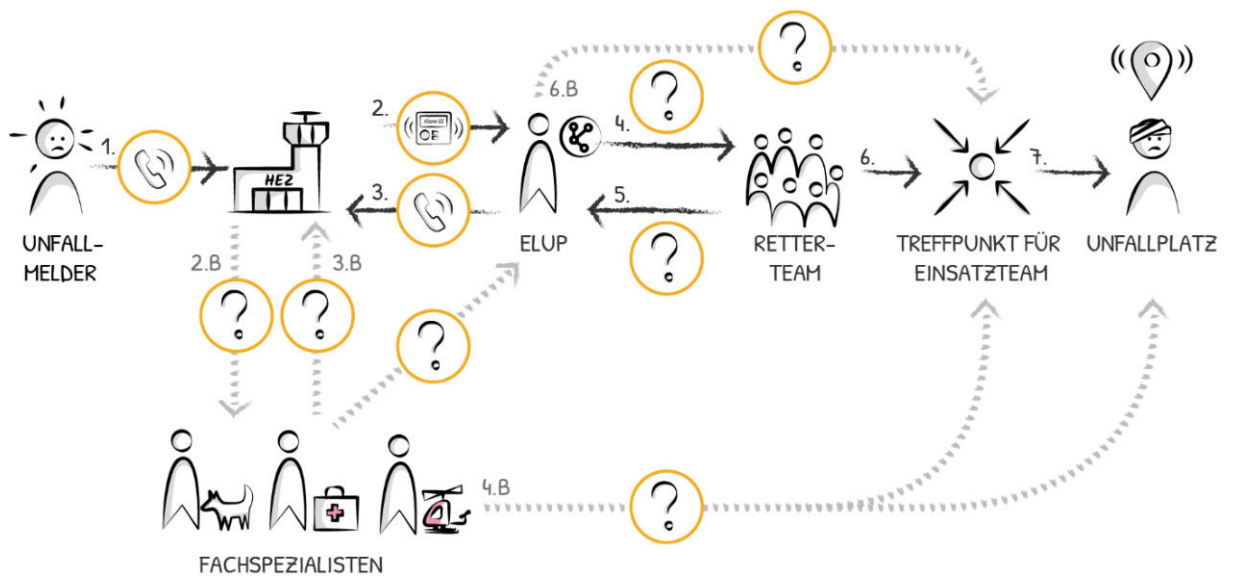 ?
6.B
?
1.
2.
Alarm
4.
HEZ
6.
7.
3.
5.
UNFALL-
MELDER
ELUP
RETTER-
TEAM
TREFFPUNKT FÜR
EINSATZTEAM
UNFALLPLATZ
2.B
3.B
?
?
?
?
4.B
?
FACHSPEZIALISTEN